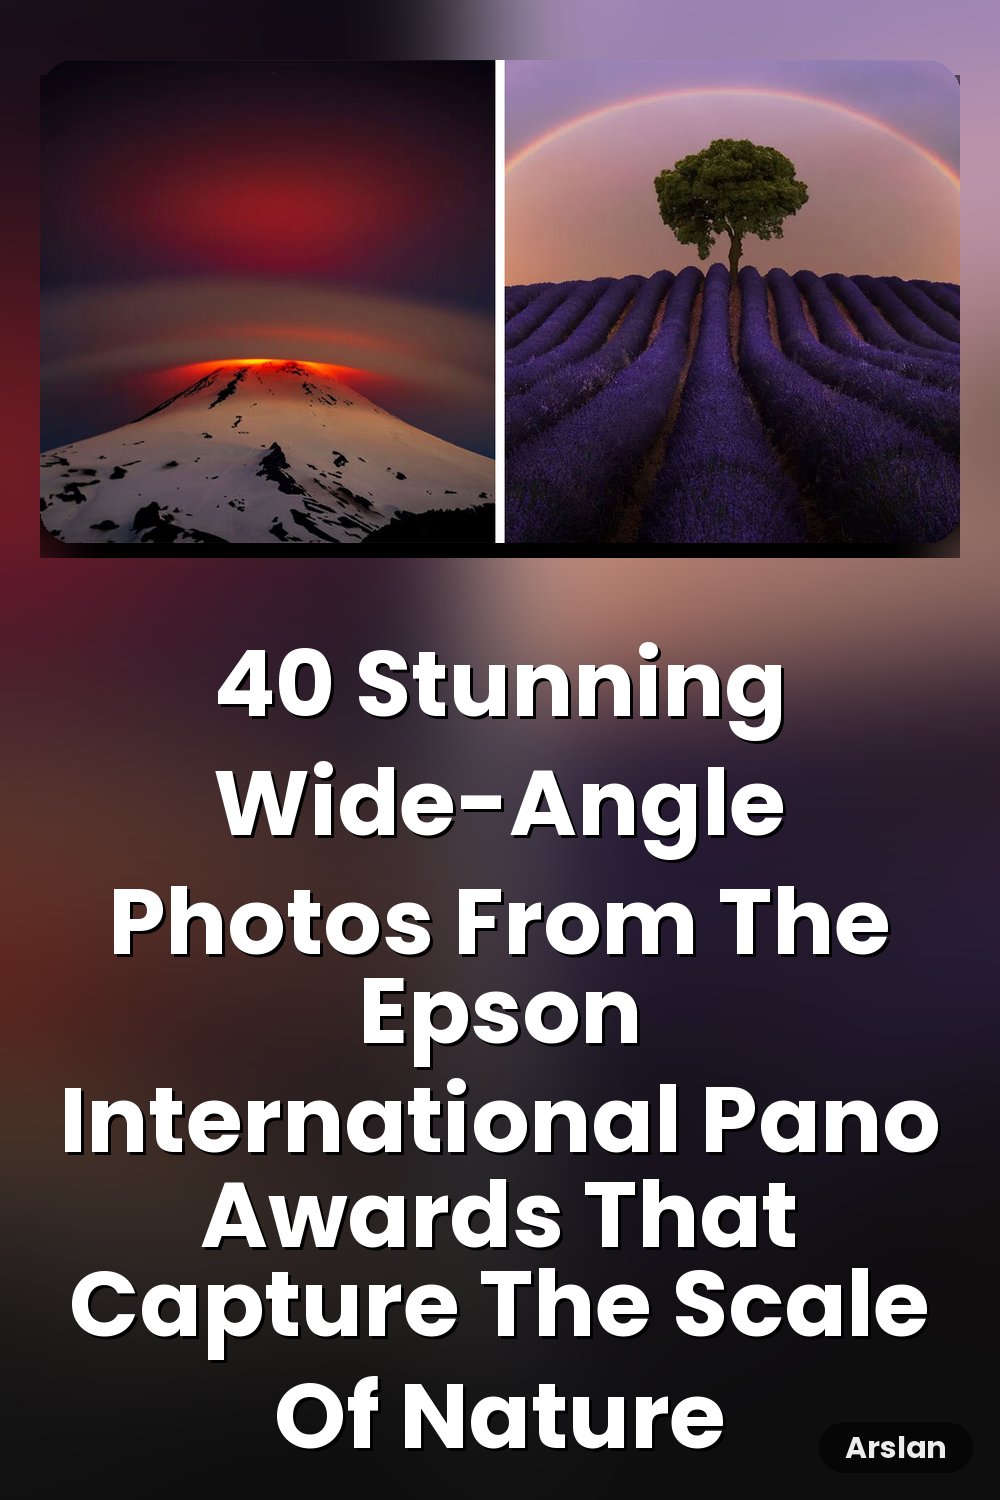 40 Stunning
Wide-Angle
Photos From The
Epson
International Pano
Awards That
Capture The Scale
Of Nature
Arslan